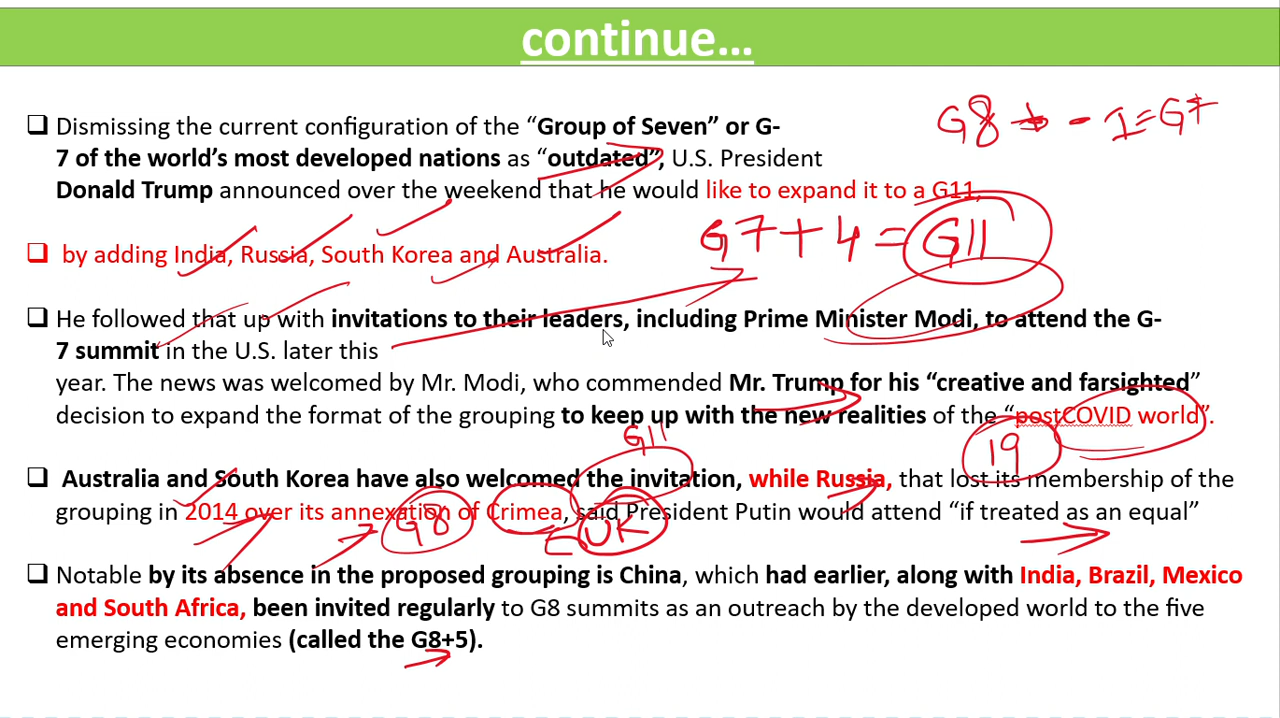 continue...
❑ Dismissing the current configuration of the “Group of Seven” or G-
7 of the world’s most developed nations as “outdated”, U.S. President
Donald Trump announced over the weekend that he would like to expand it to a G11,
❑ by adding India, Russia, South Korea and Australia.
❑ He followed that up with invitations to their leaders, including Prime Minister Modi, to attend the G-
7 summit in the U.S. later this
year. The news was welcomed by Mr. Modi, who commended Mr. Trump for his “creative and farsighted”
decision to expand the format of the grouping to keep up with the new realities of the “postCOVID world”.
❑ Australia and South Korea have also welcomed the invitation, while Russia, that lost its membership of the
grouping in 2014 over its annexation of Crimea, said President Putin would attend “if treated as an equal”
❑ Notable by its absence in the proposed grouping is China, which had earlier, along with India, Brazil, Mexico
and South Africa, been invited regularly to G8 summits as an outreach by the developed world to the five
emerging economies (called the G8+5).
G8 - 1=G7
G7+4=G11
G11
19
G8
UK